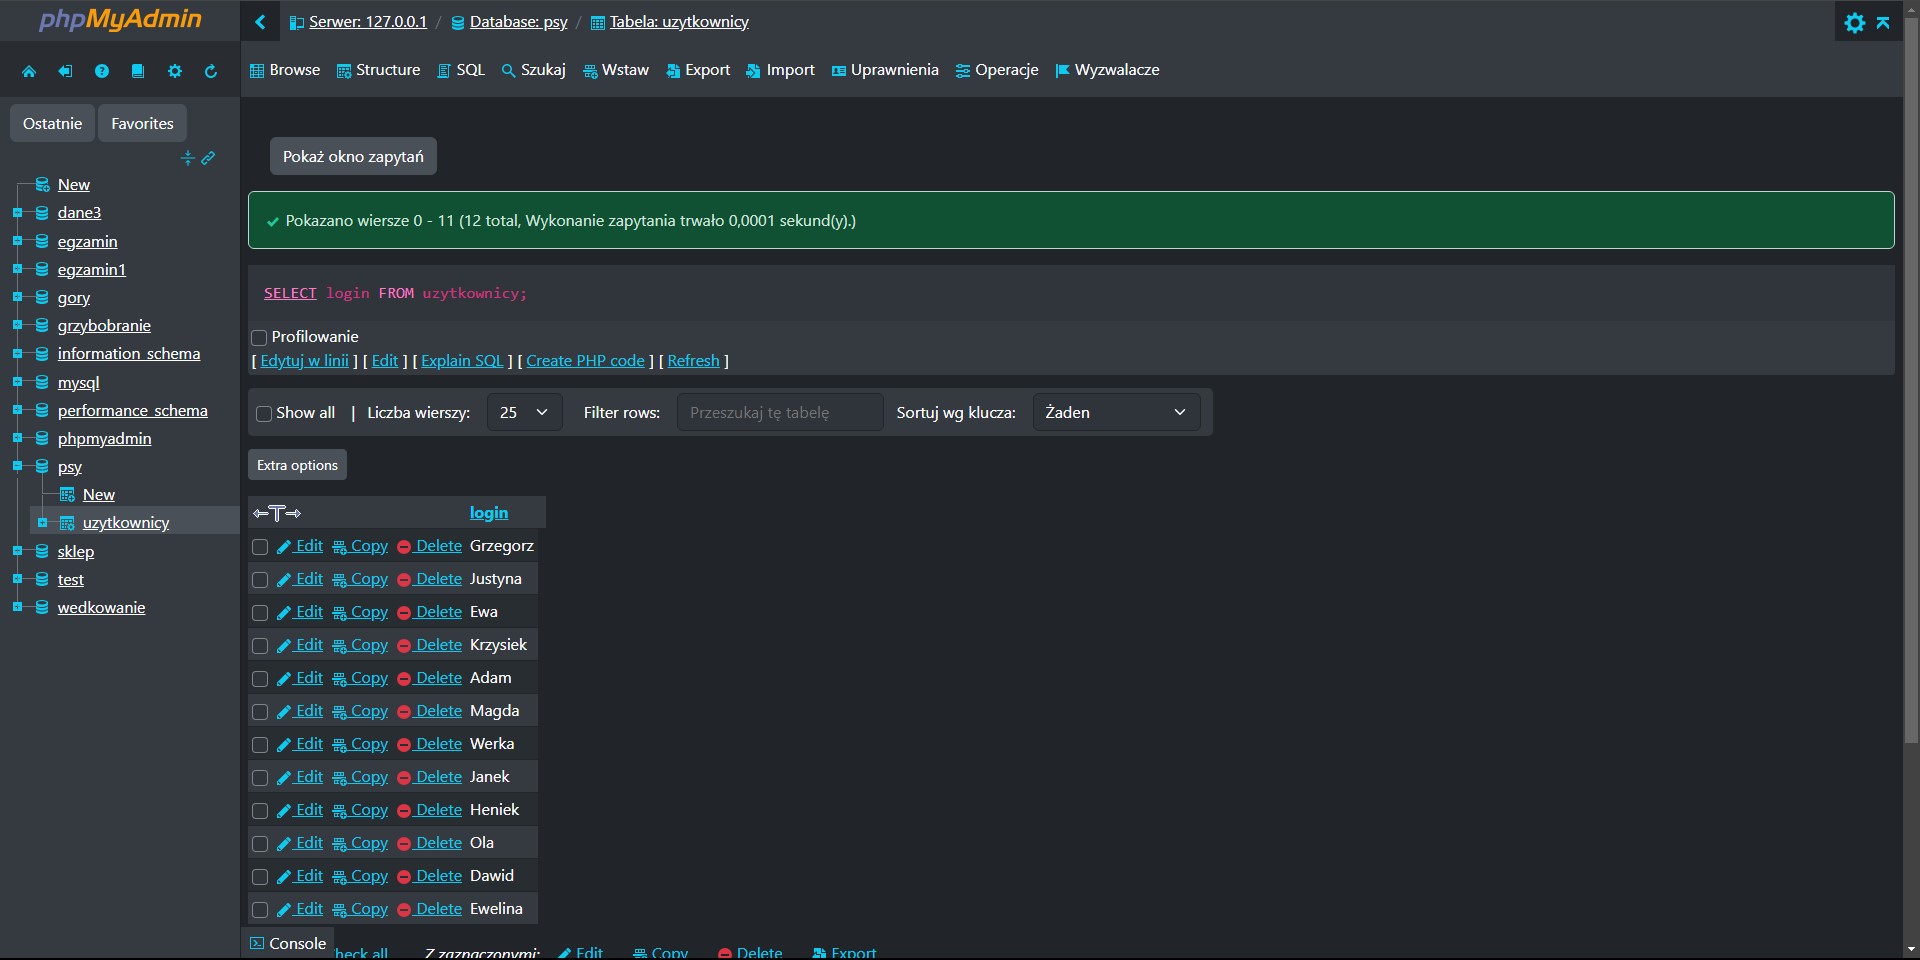 phpMyAdmin
Ostatnie Favorites
New
dane3
egzamin
egzamin1
gory
grzybobranie
information_schema
mysql
performance_schema
phpmyadmin
psy
New
uzytkownicy
sklep
test
wedkowanie
Serwer: 127.0.0.1 / Database: psy / Tabela: uzytkownicy
Browse Structure SQL Szukaj Wstaw Export Import Uprawnienia Operacje Wyzwalacze
Pokaż okno zapytań
Pokazano wiersze 0 - 11 (12 total, Wykonanie zapytania trwało 0,0001 sekund(y).)
SELECT login FROM uzytkownicy;
Profilowanie
[ Edytuj w linii ] [ Edit ] [ Explain SQL ] [ Create PHP code ] [ Refresh ]
Show all | Liczba wierszy: 25 Filter rows: Przeszukaj tę tabelę Sortuj wg klucza: Żaden
Extra options
←T→ login
Edit Copy Delete Grzegorz
Edit Copy Delete Justyna
Edit Copy Delete Ewa
Edit Copy Delete Krzysiek
Edit Copy Delete Adam
Edit Copy Delete Magda
Edit Copy Delete Werka
Edit Copy Delete Janek
Edit Copy Delete Heniek
Edit Copy Delete Ola
Edit Copy Delete Dawid
Edit Copy Delete Ewelina
Console heck all Z zaznaczonymi: Edit Copy Delete Export